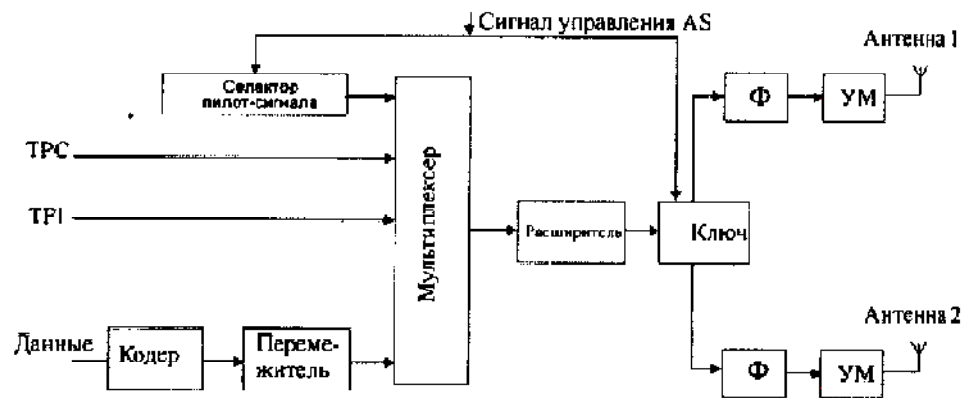 Сигнал управления AS
Антенна 1
Селектор
пилот-сигнала
Ф
УМ
TPC
Мультиплексер
TFI
Расширитель
Ключ
Антенна 2
Данные
Кодер
Переме-
житель
Ф
УМ